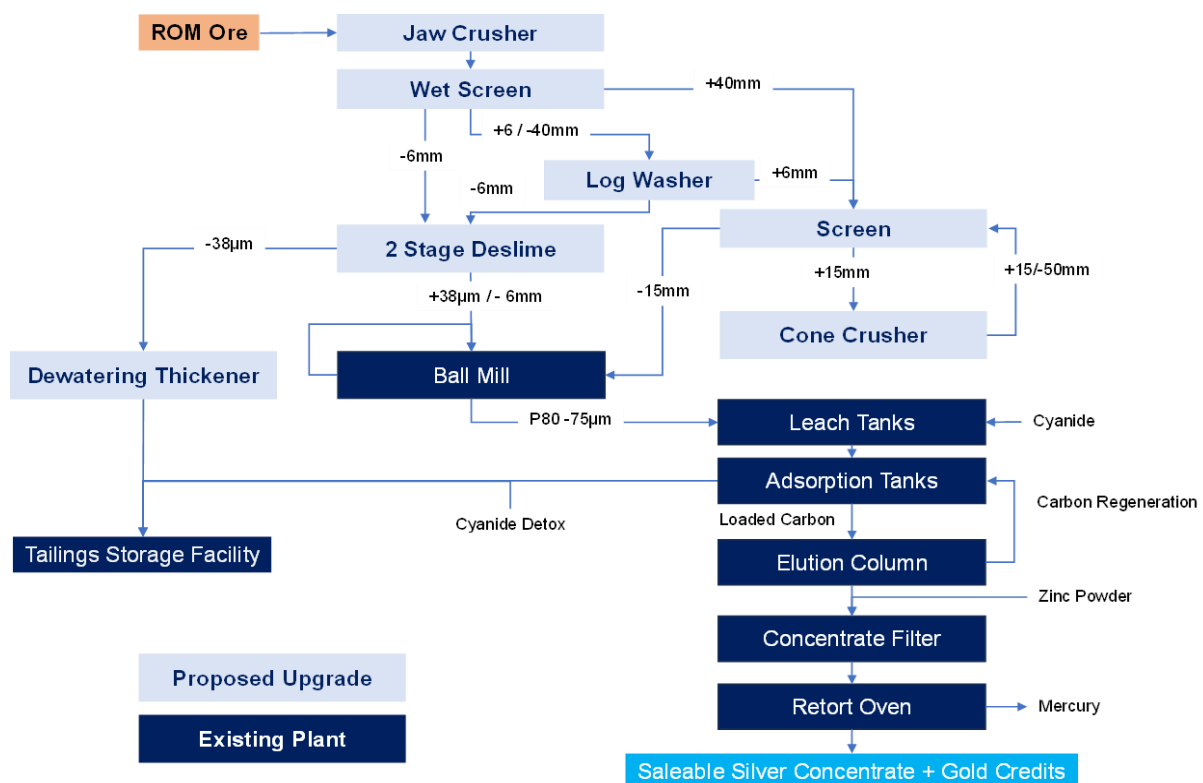 ROM Ore
Jaw Crusher
Wet Screen
+40mm
+6 / -40mm
-6mm
Log Washer
+6mm
-6mm
Screen
-38µm
2 Stage Deslime
+15mm
+15/-50mm
-15mm
+38µm / - 6mm
Cone Crusher
Dewatering Thickener
Ball Mill
P80 -75µm
Leach Tanks
Cyanide
Adsorption Tanks
Carbon Regeneration
Cyanide Detox
Loaded Carbon
Tailings Storage Facility
Elution Column
Zinc Powder
Concentrate Filter
Proposed Upgrade
Retort Oven
Mercury
Existing Plant
Saleable Silver Concentrate + Gold Credits